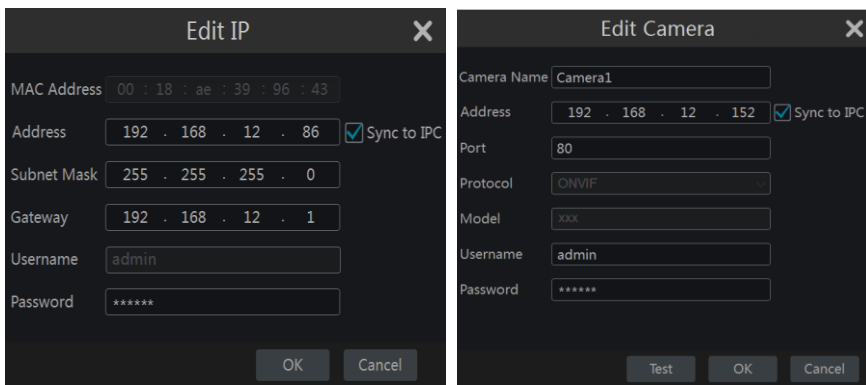 Edit IP
MAC Address 00 : 18 : ae : 39 : 96 : 43
Address 192 . 168 . 12 . 86 Sync to IPC
Subnet Mask 255 . 255 . 255 . 0
Gateway 192 . 168 . 12 . 1
Username admin
Password ******
OK Cancel
Edit Camera
Camera Name Camera1
Address 192 . 168 . 12 . 152 Sync to IPC
Port 80
Protocol ONVIF
Model xxx
Username admin
Password ******
Test OK Cancel